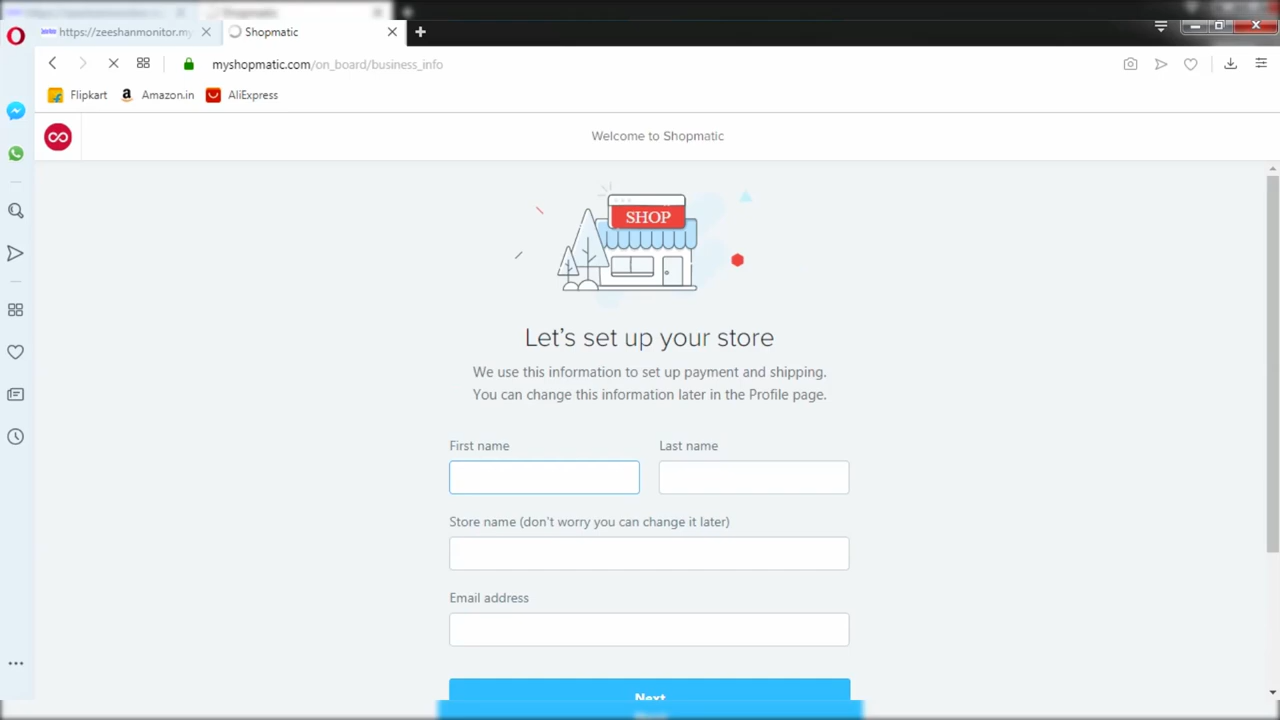 https://zeeshanmonitor.my
Shopmatic
myshopmatic.com/on_board/business_info
Flipkart
Amazon.in
AliExpress
Welcome to Shopmatic
SHOP
Let's set up your store
We use this information to set up payment and shipping.
You can change this information later in the Profile page.
First name
Last name
Store name (don't worry you can change it later)
Email address
Next